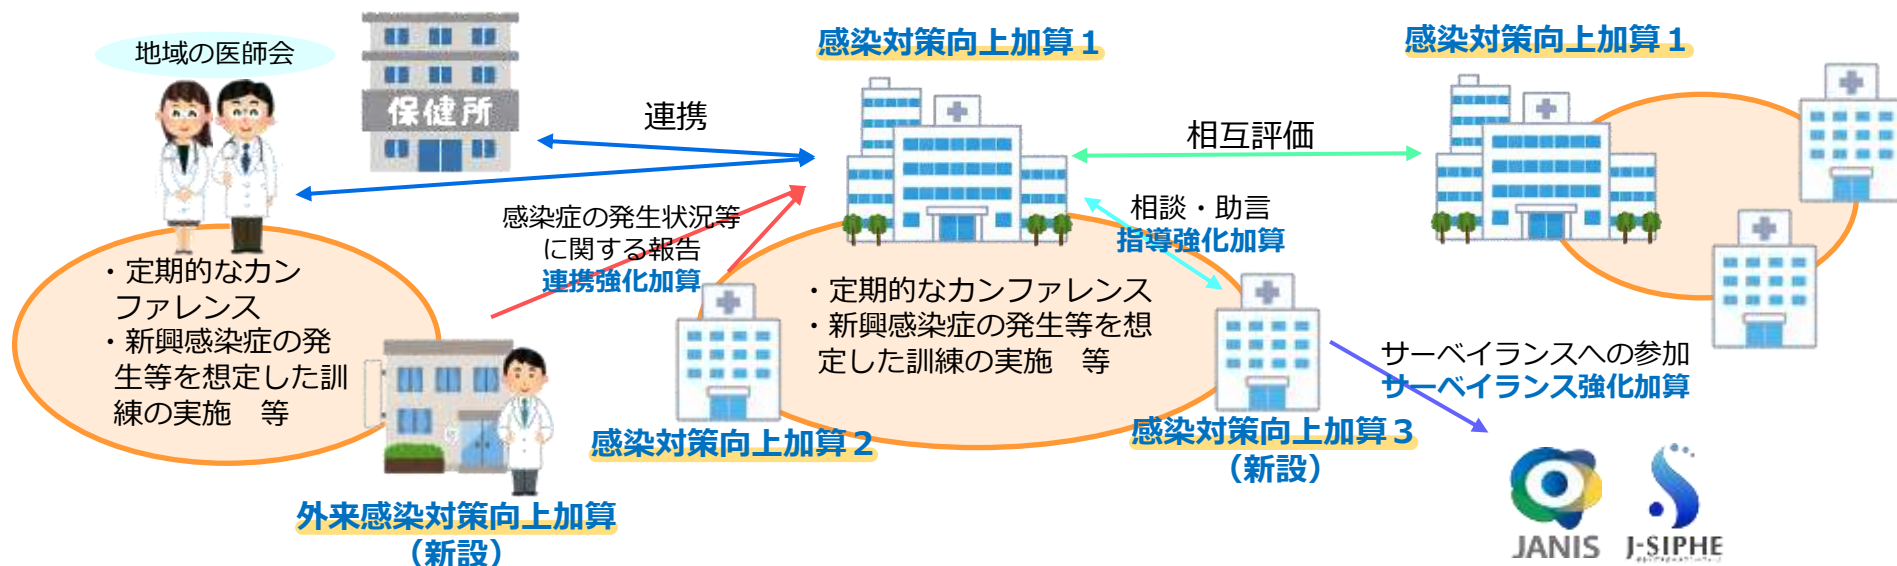 地域の医師会
保健所
連携
感染対策向上加算１
相互評価
感染対策向上加算１
感染症の発生状況等
に関する報告
連携強化加算
相談・助言
指導強化加算
・定期的なカン
ファレンス
・新興感染症の発
生等を想定した訓
練の実施　等
・定期的なカンファレンス
・新興感染症の発生等を想
定した訓練の実施　等
サーベイランスへの参加
サーベイランス強化加算
感染対策向上加算２
感染対策向上加算３
（新設）
外来感染対策向上加算
（新設）
JANIS
J-SIPHE